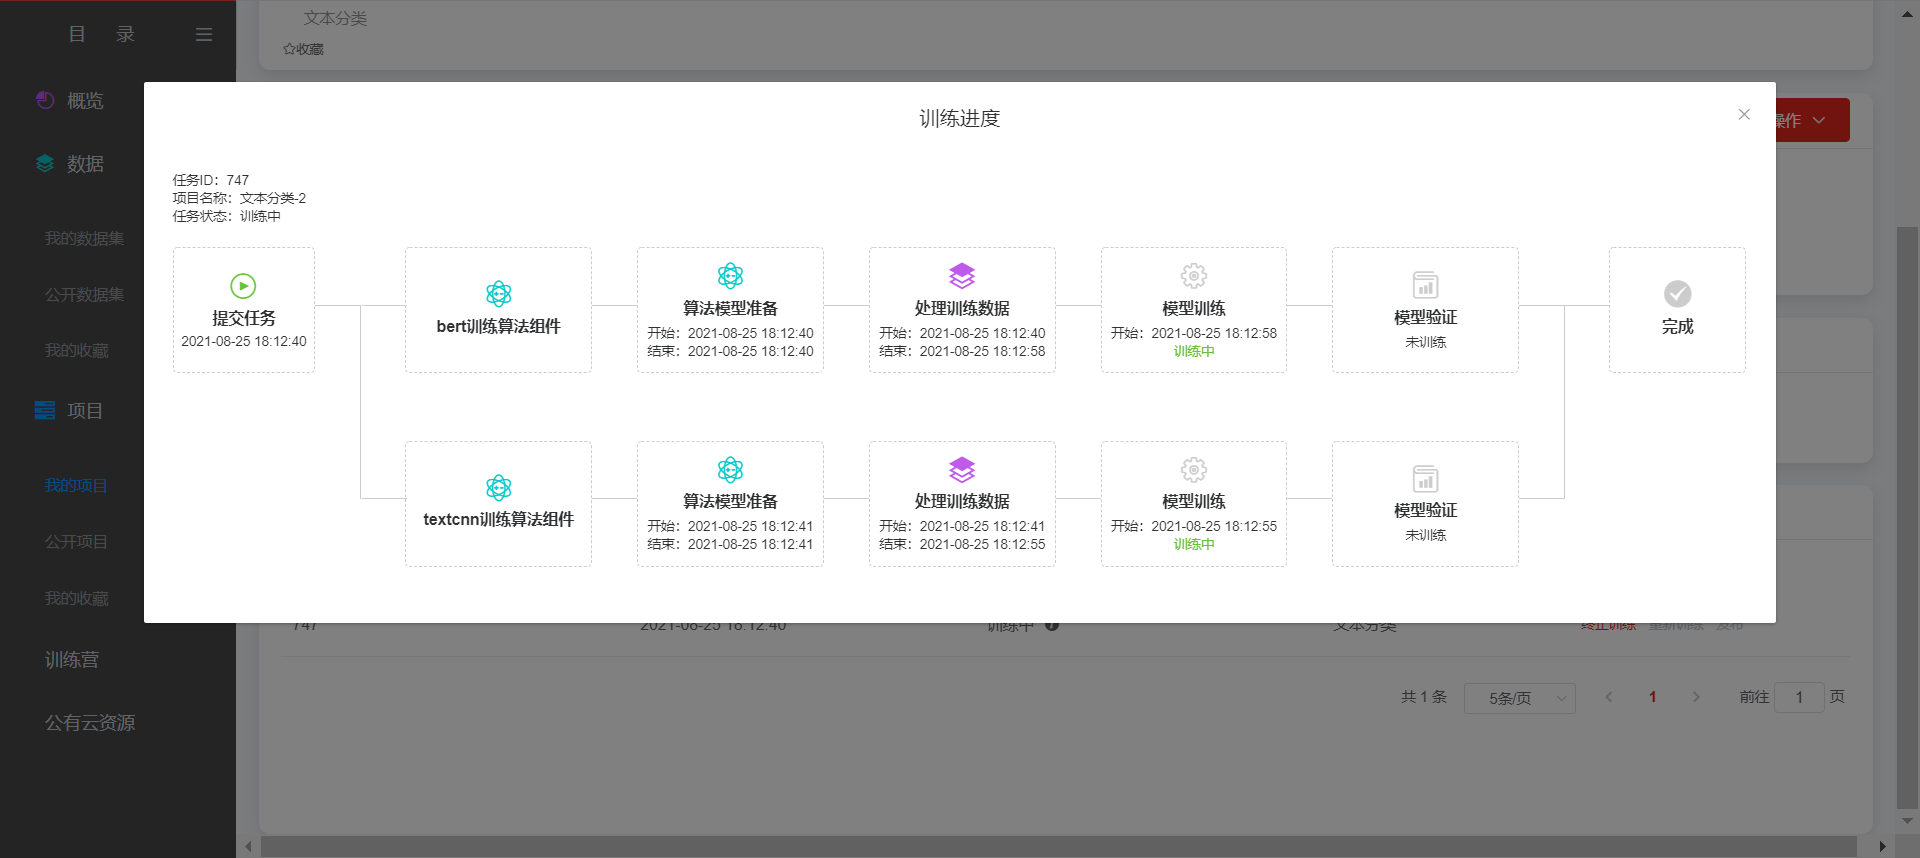 目 录
概览
数据
我的数据集
公开数据集
我的收藏
项目
我的项目
公开项目
我的收藏
训练营
公有云资源
文本分类
收藏
操作
训练进度
任务ID：747
项目名称：文本分类-2
任务状态：训练中
提交任务
2021-08-25 18:12:40
bert训练算法组件
算法模型准备
开始：2021-08-25 18:12:40
结束：2021-08-25 18:12:40
处理训练数据
开始：2021-08-25 18:12:40
结束：2021-08-25 18:12:58
模型训练
开始：2021-08-25 18:12:58
训练中
模型验证
未训练
完成
textcnn训练算法组件
算法模型准备
开始：2021-08-25 18:12:41
结束：2021-08-25 18:12:41
处理训练数据
开始：2021-08-25 18:12:41
结束：2021-08-25 18:12:55
模型训练
开始：2021-08-25 18:12:55
训练中
模型验证
未训练
747 2021-08-25 18:12:40 训练中 文本分类 终止训练 重新训练 发布
共 1 条 5条/页 1 前往 1 页